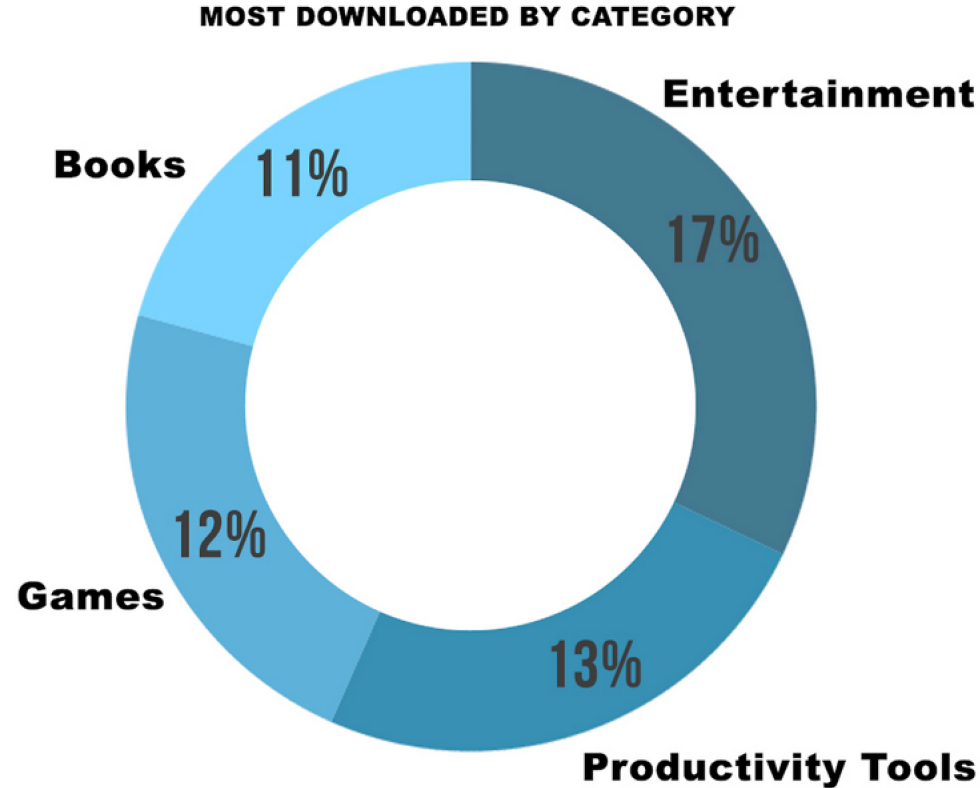 MOST DOWNLOADED BY CATEGORY
Entertainment
Books
11%
17%
12%
Games
13%
Productivity Tools